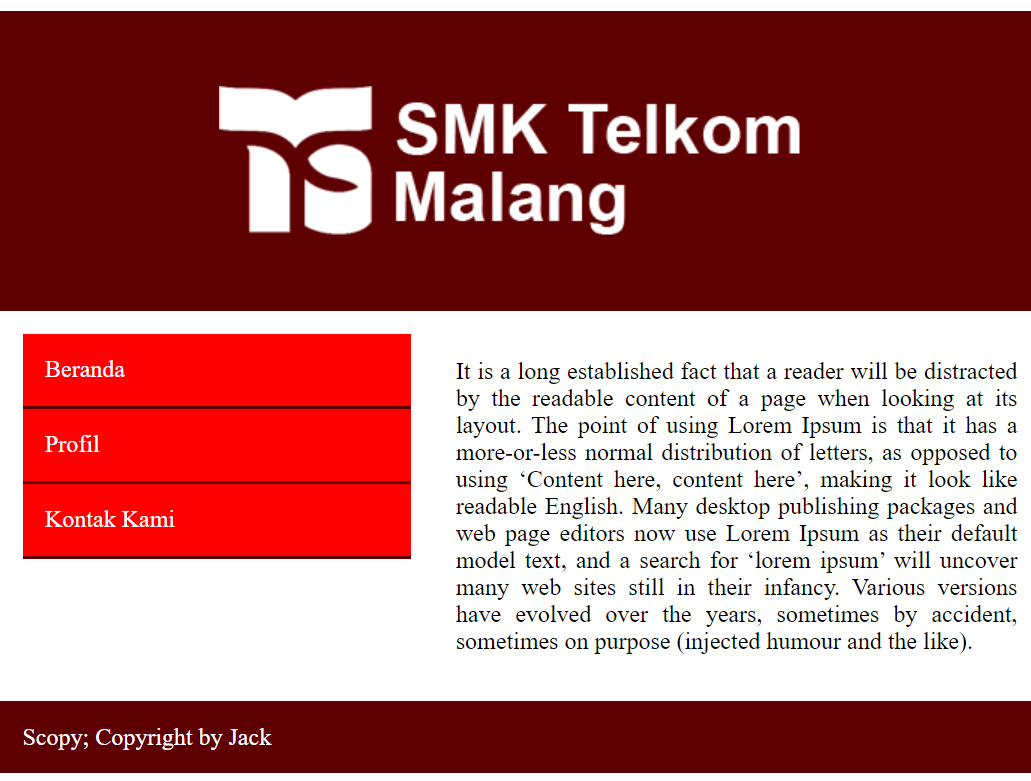 SMK Telkom
Malang
Beranda
Profil
Kontak Kami
It is a long established fact that a reader will be distracted
by the readable content of a page when looking at its
layout. The point of using Lorem Ipsum is that it has a
more-or-less normal distribution of letters, as opposed to
using ‘Content here, content here’, making it look like
readable English. Many desktop publishing packages and
web page editors now use Lorem Ipsum as their default
model text, and a search for ‘lorem ipsum’ will uncover
many web sites still in their infancy. Various versions
have evolved over the years, sometimes by accident,
sometimes on purpose (injected humour and the like).
Scopy; Copyright by Jack